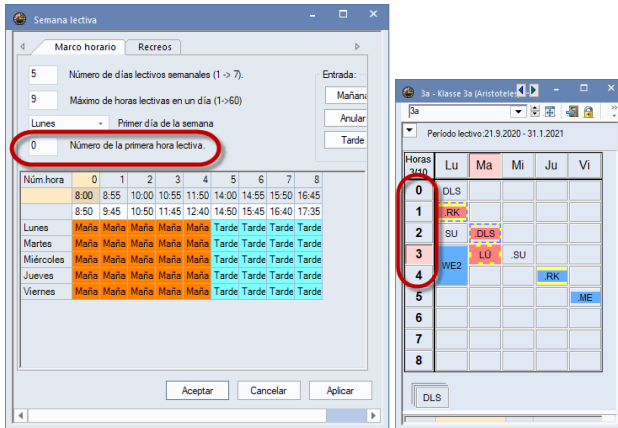 Semana lectiva
Marco horario Recreos
5 Número de días lectivos semanales (1 -> 7). Entrada:
9 Máximo de horas lectivas en un día (1->60) Mañana
Lunes Primer día de la semana Anular
0 Número de la primera hora lectiva. Tarde
Núm.hora 0 1 2 3 4 5 6 7 8
8:00 8:55 10:00 10:55 11:50 14:00 14:55 15:50 16:45
8:50 9:45 10:50 11:45 12:40 14:50 15:45 16:40 17:35
Lunes Maña Maña Maña Maña Maña Tarde Tarde Tarde Tarde
Martes Maña Maña Maña Maña Maña Tarde Tarde Tarde Tarde
Miércoles Maña Maña Maña Maña Maña Tarde Tarde Tarde Tarde
Jueves Maña Maña Maña Maña Maña Tarde Tarde Tarde Tarde
Viernes Maña Maña Maña Maña Maña Tarde Tarde Tarde Tarde
Aceptar Cancelar Aplicar
3a - Klasse 3a (Aristoteles)
3a
Período lectivo:21.9.2020 - 31.1.2021
Horas Lu Ma Mi Ju Vi
3/10
0 DLS
1 .RK
2 SU .DLS
3 LÜ .SU
WE2
4 .RK
5 .ME
6
7
8
DLS